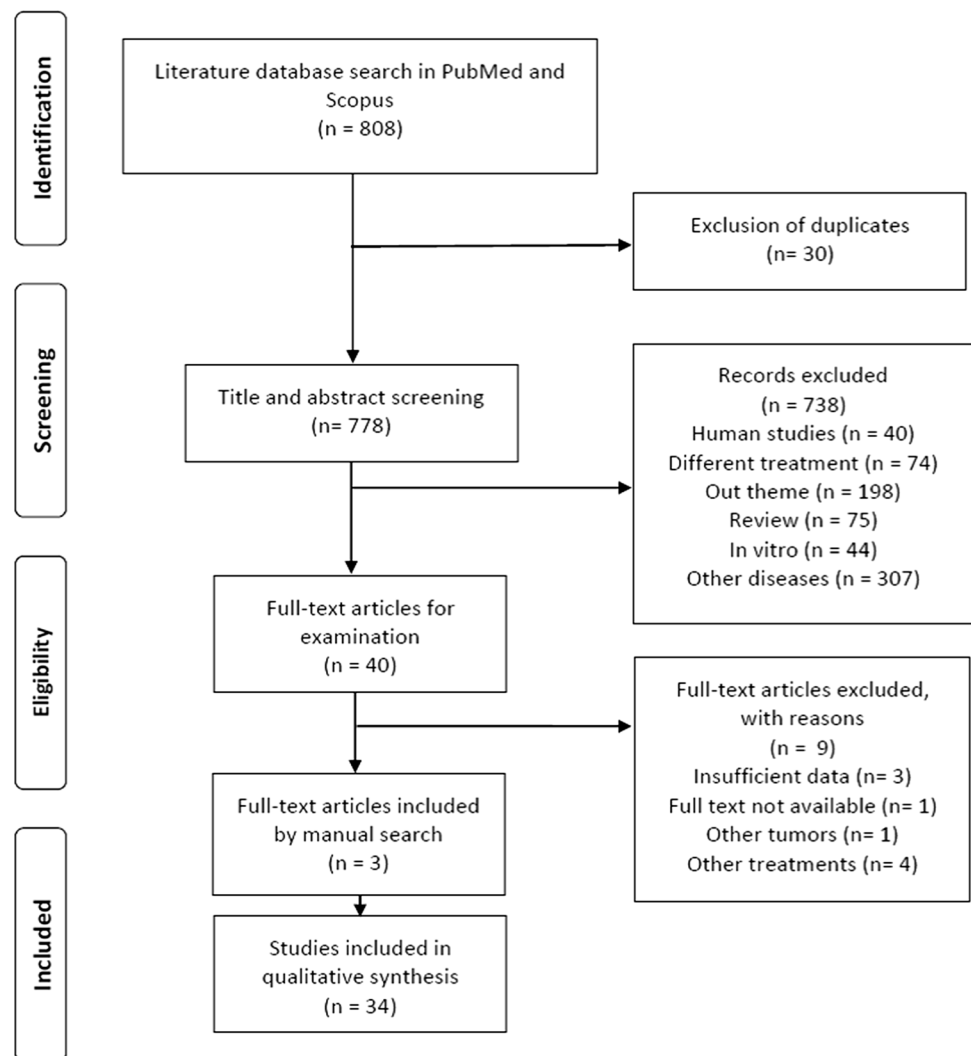 Identification
Literature database search in PubMed and
Scopus
(n = 808)
Exclusion of duplicates
(n= 30)
Screening
Title and abstract screening
(n= 778)
Records excluded
(n = 738)
Human studies (n = 40)
Different treatment (n = 74)
Out theme (n = 198)
Review (n = 75)
In vitro (n = 44)
Other diseases (n = 307)
Eligibility
Full-text articles for
examination
(n = 40)
Full-text articles excluded,
with reasons
(n = 9)
Insufficient data (n= 3)
Full text not available (n= 1)
Other tumors (n= 1)
Other treatments (n= 4)
Full-text articles included
by manual search
(n = 3)
Included
Studies included in
qualitative synthesis
(n = 34)